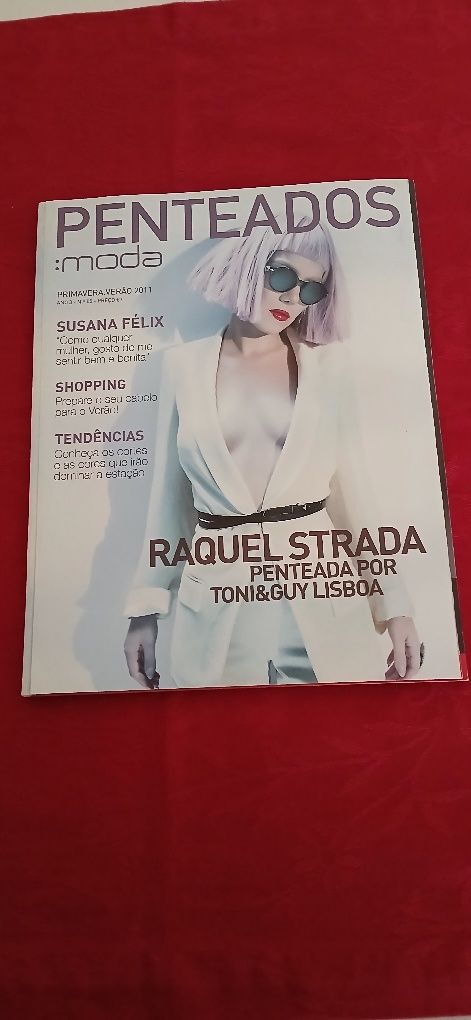 PENTEADOS
:moda
PRIMAVERA.VERÃO 2011
SUSANA FÉLIX
"Como qualquer
mulher, gosto de me
sentir bem e bonita"
SHOPPING
Prepare o seu cabelo
para o Verão!
TENDÊNCIAS
Conheça os cortes
e as cores que irão
dominar a estação
RAQUEL STRADA
PENTEADA POR
TONI&GUY LISBOA